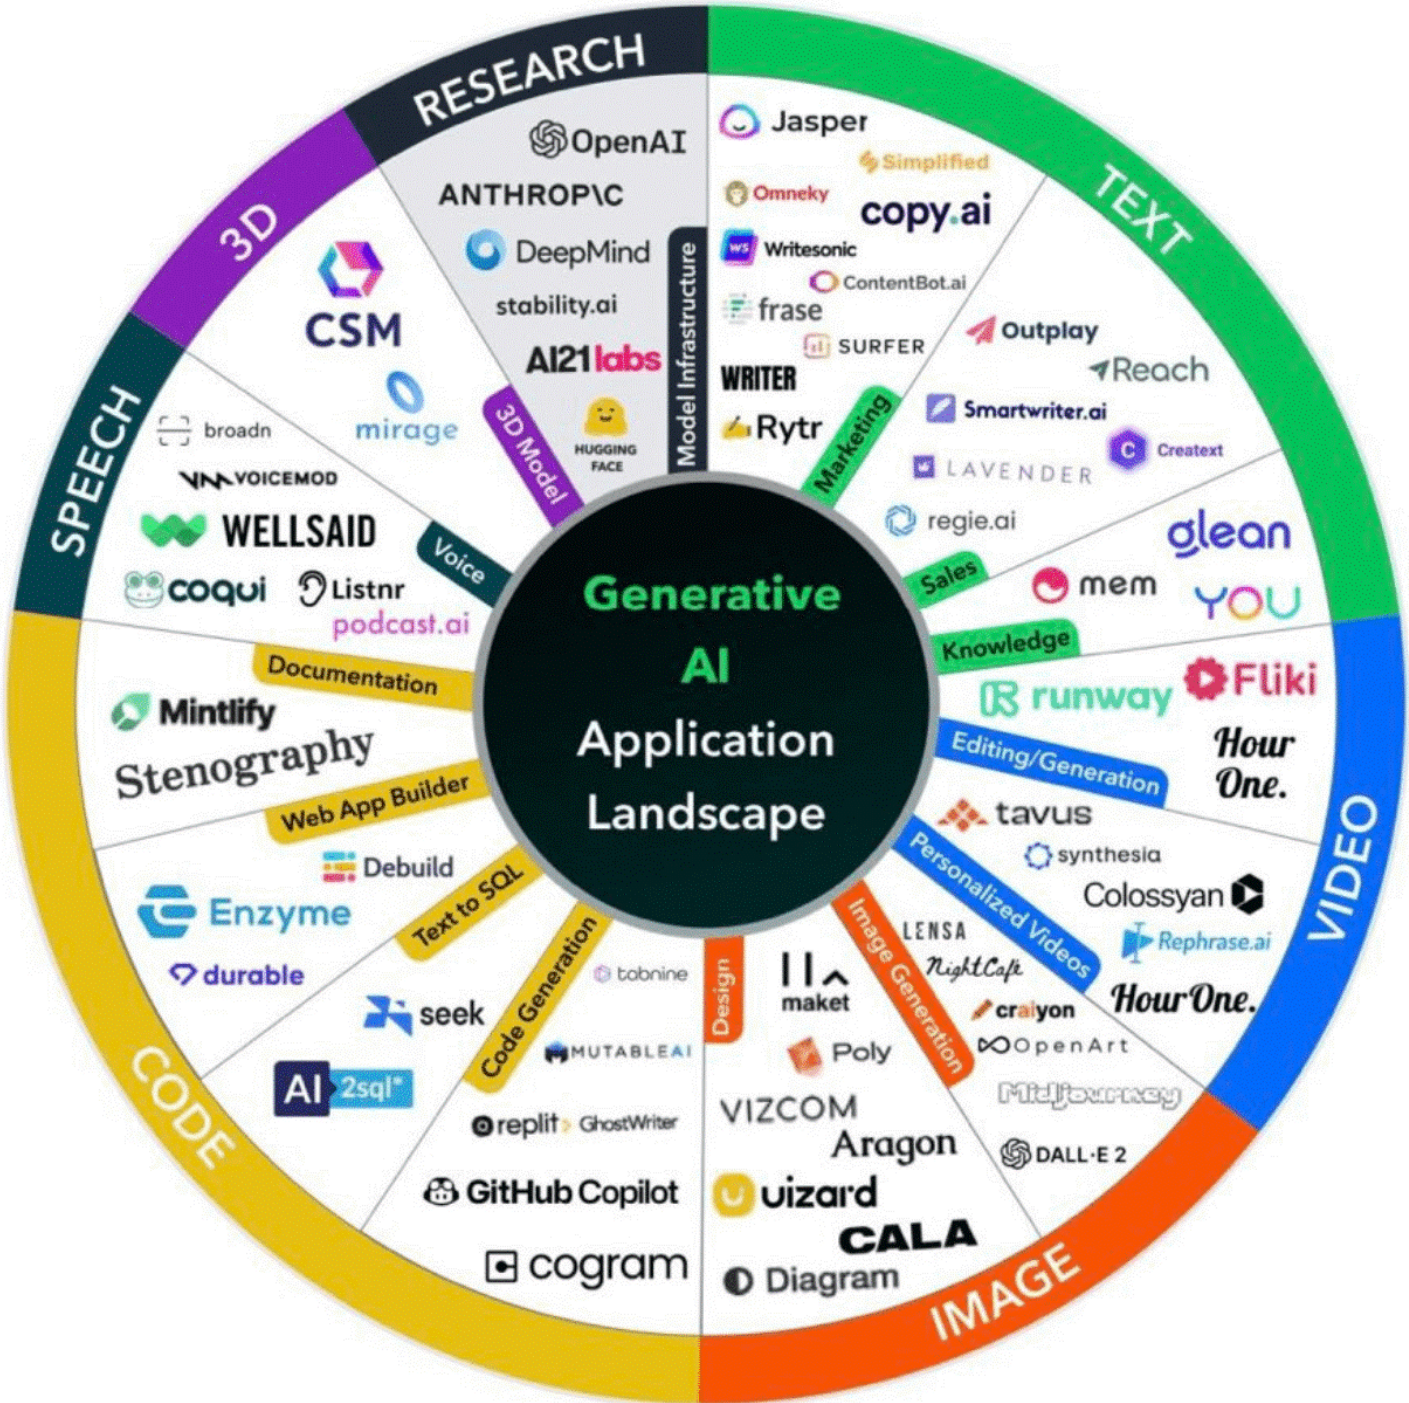 RESEARCH
OpenAI
ANTHROP\C
DeepMind
stability.ai
AI21labs
HUGGING
FACE
Model Infrastructure
TEXT
Jasper
Simplified
Omneky
copy.ai
ws Writesonic
ContentBot.ai
frase
SURFER
WRITER
Rytr
Marketing
Outplay
Reach
Smartwriter.ai
C Creatext
LAVENDER
regie.ai
Sales
glean
mem
YOU
Knowledge
VIDEO
runway
Fliki
Hour
One.
Editing/Generation
tavus
synthesia
Colossyan
Rephrase.ai
HourOne.
Personalized Videos
IMAGE
LENSA
NightCafe
craiyon
OpenArt
Midjourney
DALL·E 2
Image Generation
maket
Poly
VIZCOM
Aragon
uizard
CALA
Diagram
Design
CODE
tabnine
MUTABLEAI
replit GhostWriter
GitHub Copilot
cogram
Code Generation
seek
AI 2sql*
Text to SQL
Debuild
Enzyme
durable
Web App Builder
Mintlify
Stenography
Documentation
SPEECH
broadn
VOICEMOD
WELLSAID
coqui
Listnr
podcast.ai
Voice
3D
CSM
mirage
3D Model
Generative
AI
Application
Landscape